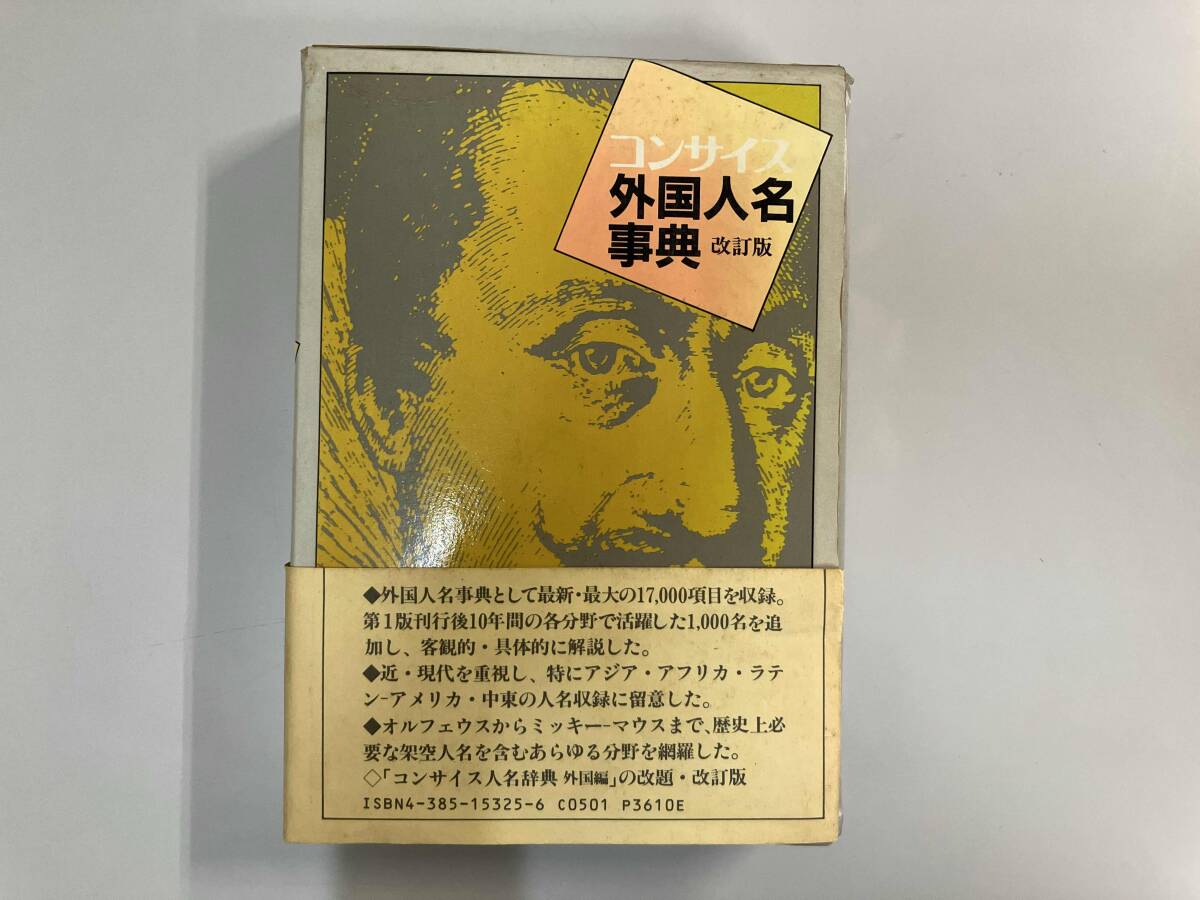 コンサイス
外国人名
事典 改訂版
◆外国人名事典として最新・最大の17,000項目を収録。
第1版刊行後10年間の各分野で活躍した1,000名を追
加し、客観的・具体的に解説した。
◆近・現代を重視し、特にアジア・アフリカ・ラテ
ン-アメリカ・中東の人名収録に留意した。
◆オルフェウスからミッキー-マウスまで、歴史上必
要な架空人名を含むあらゆる分野を網羅した。
◇「コンサイス人名辞典 外国編」の改題・改訂版
ISBN4-385-15325-6 C0501 P3610E